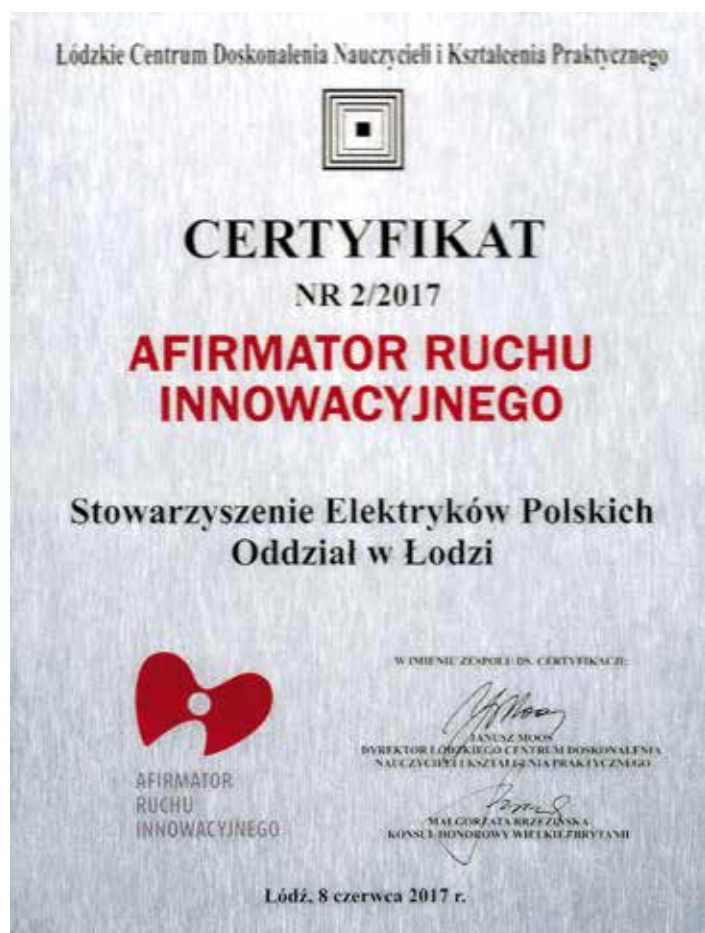 Łódzkie Centrum Doskonalenia Nauczycieli i Kształcenia Praktycznego
CERTYFIKAT
NR 2/2017
AFIRMATOR RUCHU
INNOWACYJNEGO
Stowarzyszenie Elektryków Polskich
Oddział w Łodzi
AFIRMATOR
RUCHU
INNOWACYJNEGO
W IMIENIU ZESPOŁU DS. CERTYFIKACJI:
JANUSZ MOOS
DYREKTOR ŁÓDZKIEGO CENTRUM DOSKONALENIA
NAUCZYCIELI I KSZTAŁCENIA PRAKTYCZNEGO
MAŁGORZATA BRZEZIŃSKA
KONSUL HONOROWY WIELKIEJ BRYTANII
Łódź, 8 czerwca 2017 r.